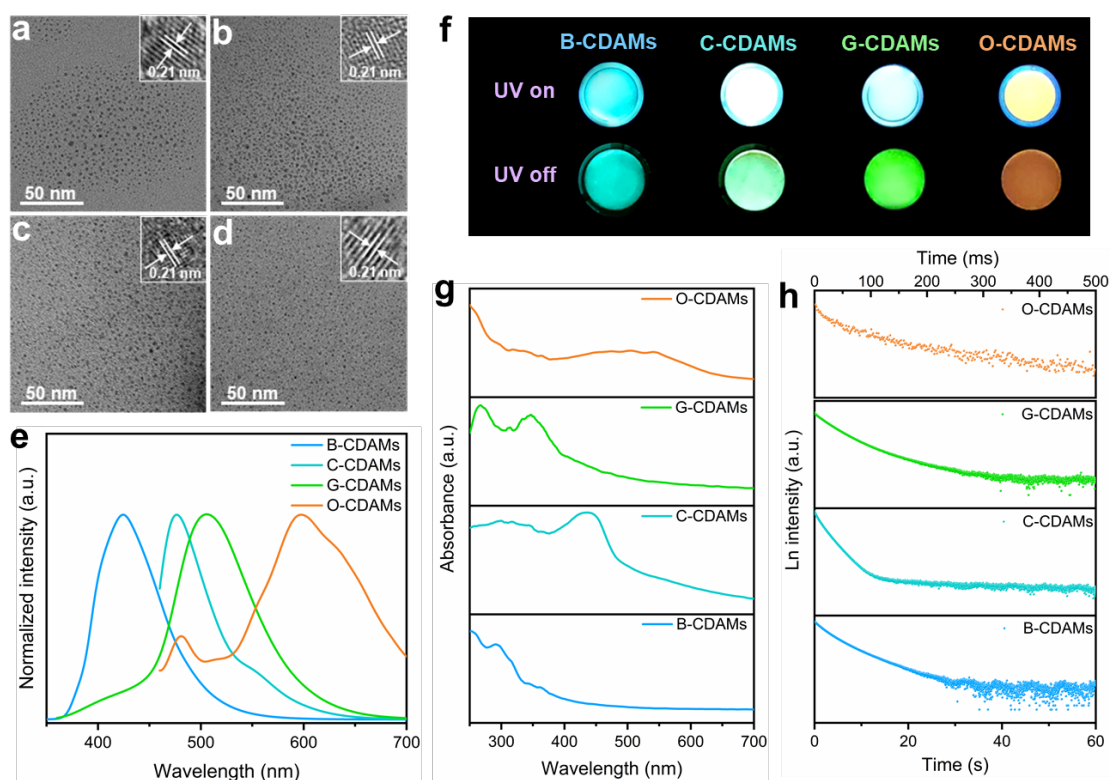 a
0.21 nm
50 nm
b
0.21 nm
50 nm
c
0.21 nm
50 nm
d
0.21 nm
50 nm
e
B-CDAMs
C-CDAMs
G-CDAMs
O-CDAMs
Normalized intensity (a.u.)
400 500 600 700
Wavelength (nm)
f
B-CDAMs C-CDAMs G-CDAMs O-CDAMs
UV on
UV off
g
O-CDAMs
G-CDAMs
C-CDAMs
B-CDAMs
Absorbance (a.u.)
300 400 500 600 700
Wavelength (nm)
h
Time (ms)
0 100 200 300 400 500
O-CDAMs
G-CDAMs
C-CDAMs
B-CDAMs
Ln intensity (a.u.)
0 20 40 60
Time (s)